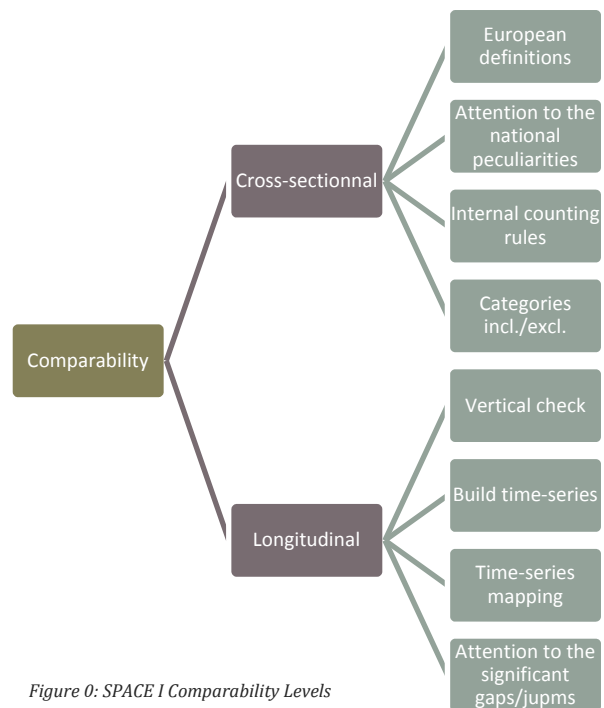 European
definitions
Attention to the
national
peculiarities
Cross-sectionnal
Internal counting
rules
Categories
incl./excl.
Comparability
Vertical check
Build time-series
Longitudinal
Time-series
mapping
Attention to the
significant
gaps/jupms
Figure 0: SPACE I Comparability Levels